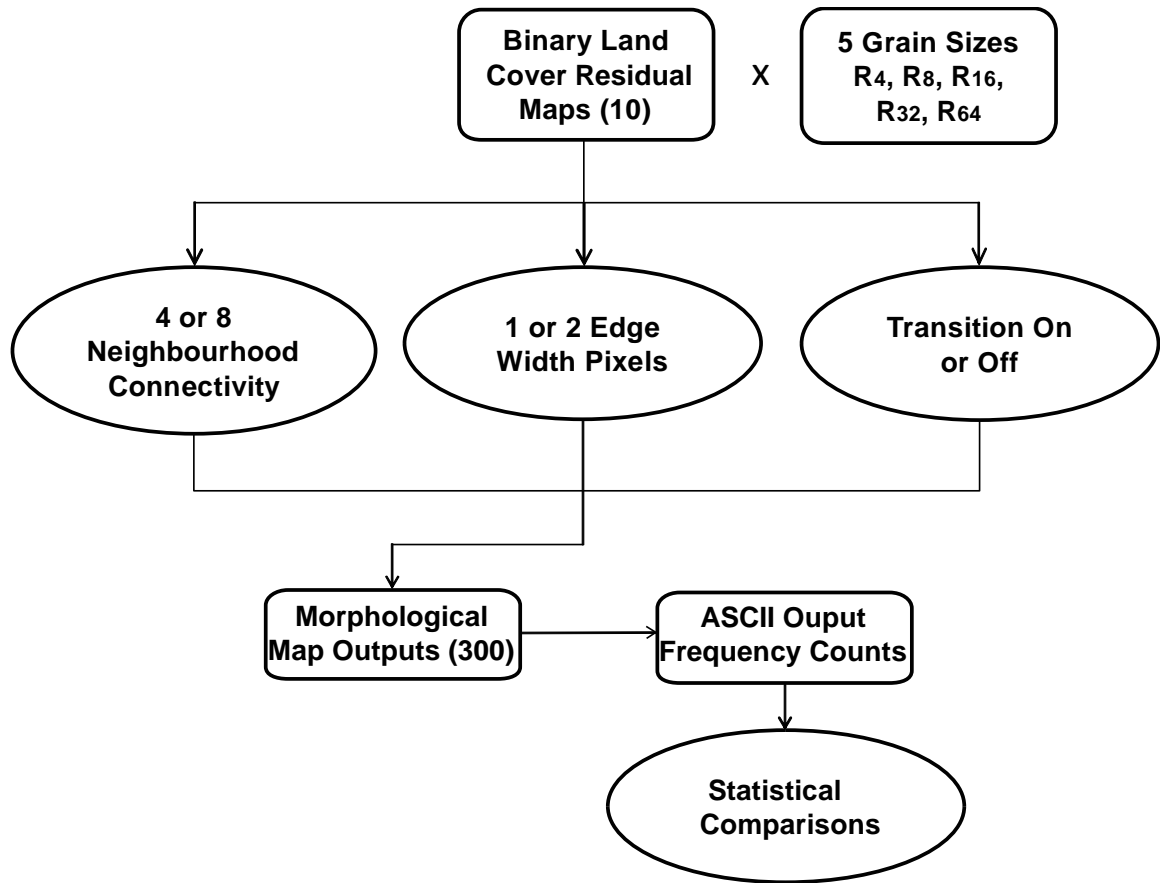 Binary Land
Cover Residual
Maps (10)
X
5 Grain Sizes
R4, R8, R16,
R32, R64
4 or 8
Neighbourhood
Connectivity
1 or 2 Edge
Width Pixels
Transition On
or Off
Morphological
Map Outputs (300)
ASCII Ouput
Frequency Counts
Statistical
Comparisons